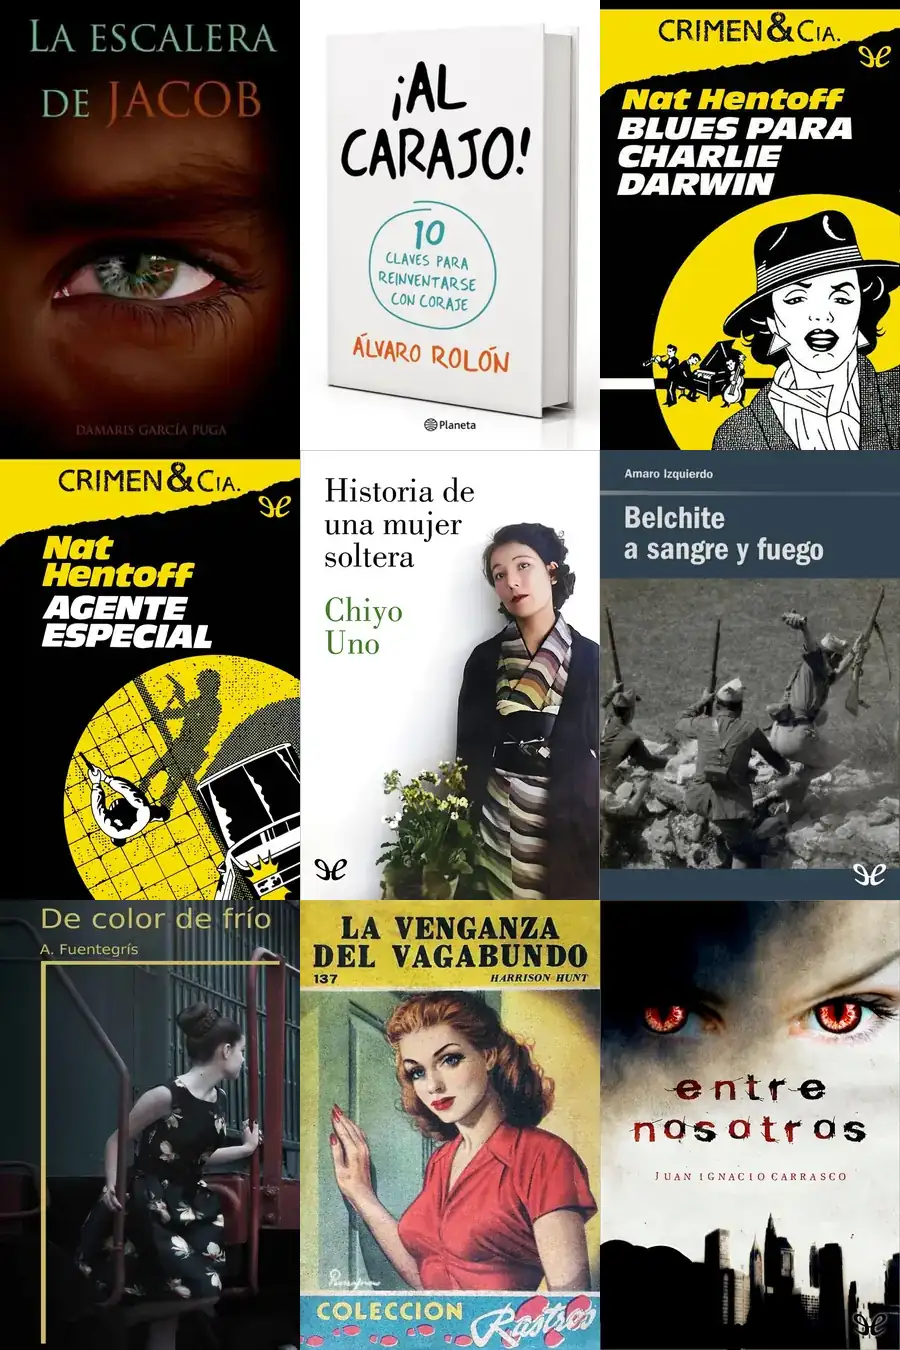 LA ESCALERA
DE JACOB
DAMARIS GARCÍA PUGA
¡AL
CARAJO!
10
CLAVES PARA
REINVENTARSE
CON CORAJE
ÁLVARO ROLÓN
Planeta
CRIMEN & CIA.
Nat Hentoff
BLUES PARA
CHARLIE
DARWIN
CRIMEN & CIA.
Nat
Hentoff
AGENTE
ESPECIAL
Historia de
una mujer
soltera
Chiyo
Uno
Amaro Izquierdo
Belchite
a sangre y fuego
De color de frío
A. Fuentegrís
LA VENGANZA
DEL VAGABUNDO
137
HARRISON HUNT
COLECCION
Rastros
entre
nosotros
JUAN IGNACIO CARRASCO